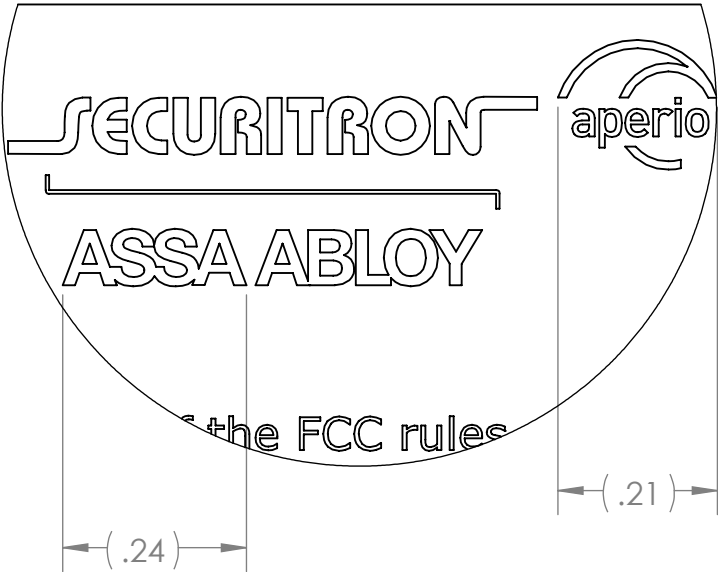 SECURITRON
aperio
ASSA ABLOY
the FCC rules
(.21)
(.24)